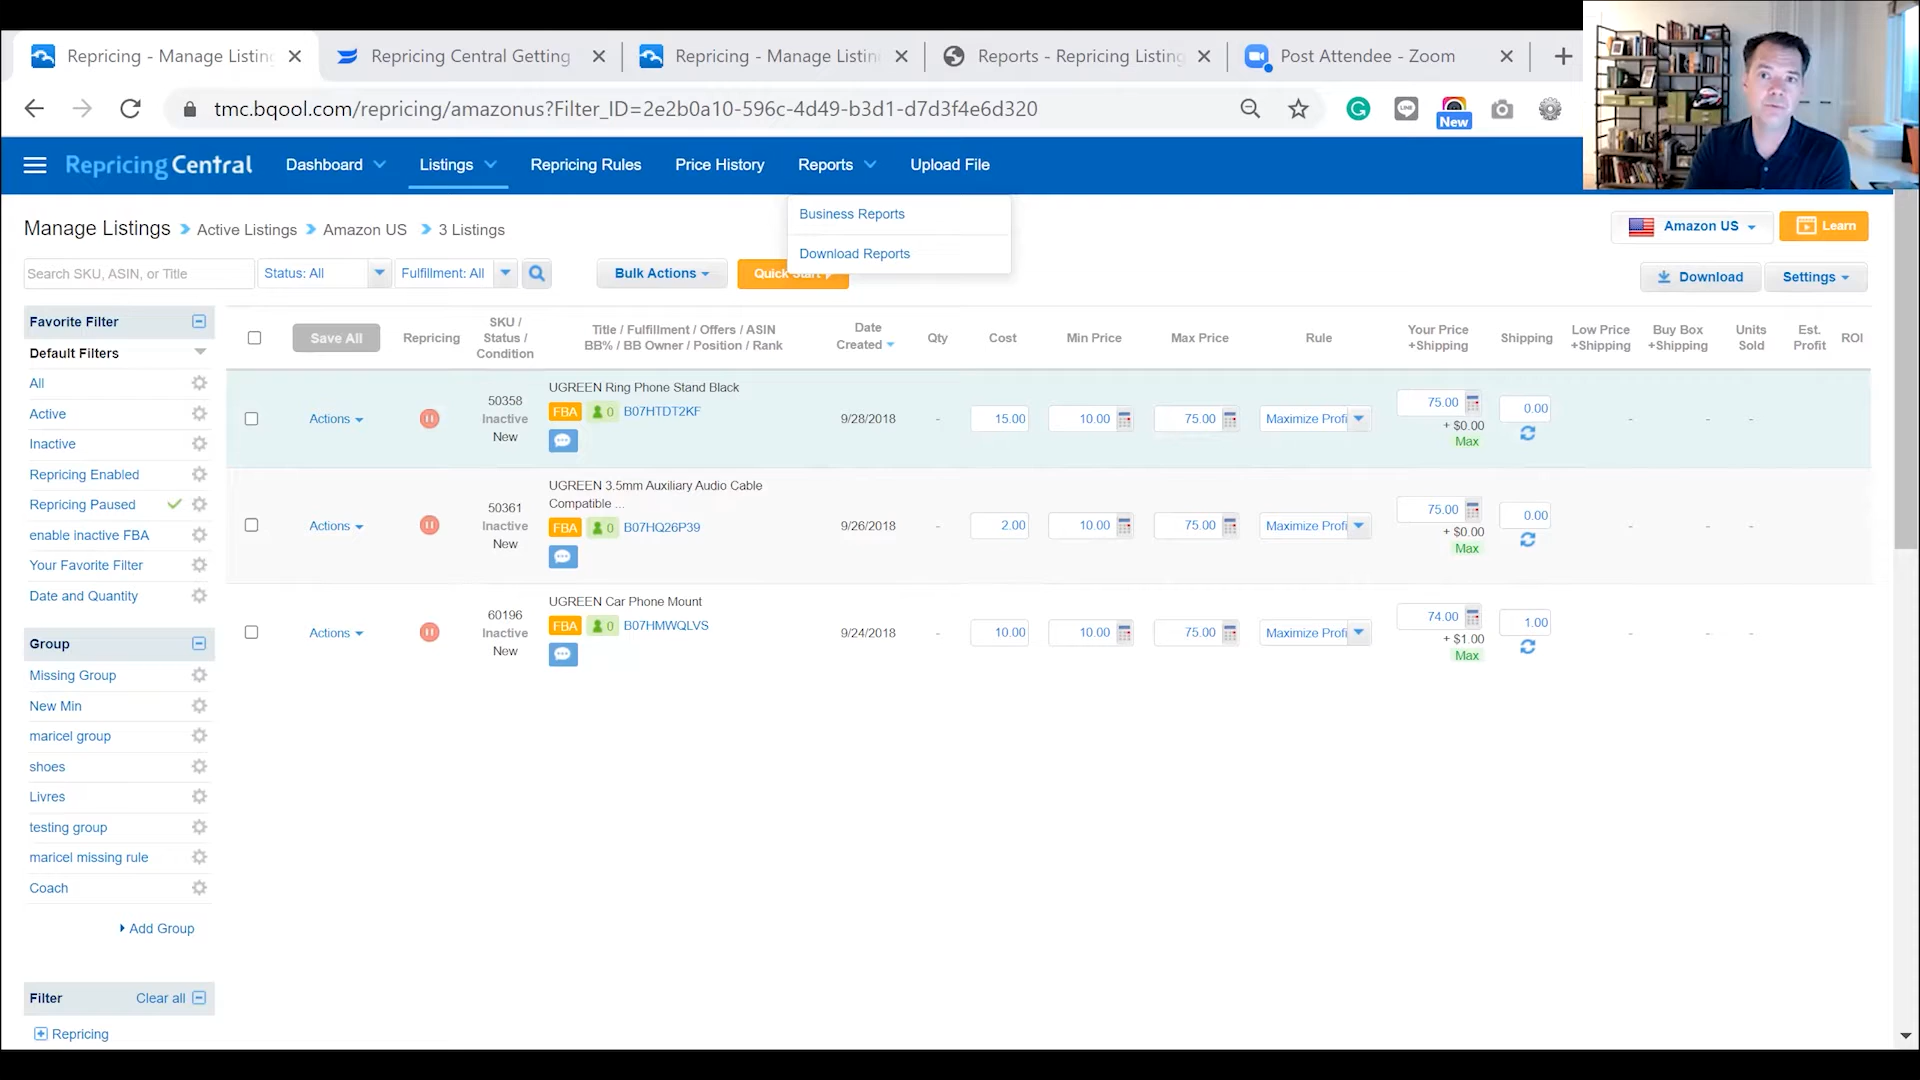 Repricing - Manage Listing
Repricing Central Getting
Repricing - Manage Listin
Reports - Repricing Listing
Post Attendee - Zoom
tmc.bqool.com/repricing/amazonus?Filter_ID=2e2b0a10-596c-4d49-b3d1-d7d3f4e6d320
New
Repricing Central
Dashboard
Listings
Repricing Rules
Price History
Reports
Upload File
Business Reports
Download Reports
Manage Listings
Active Listings
Amazon US
3 Listings
Amazon US
Learn
Search SKU, ASIN, or Title
Status: All
Fulfillment: All
Bulk Actions
Quick Start
Download
Settings
Favorite Filter
Default Filters
All
Active
Inactive
Repricing Enabled
Repricing Paused
enable inactive FBA
Your Favorite Filter
Date and Quantity
Group
Missing Group
New Min
maricel group
shoes
Livres
testing group
maricel missing rule
Coach
Add Group
Filter
Clear all
Repricing
Save All
Repricing
SKU /
Status /
Condition
Title / Fulfillment / Offers / ASIN
BB% / BB Owner / Position / Rank
Date
Created
Qty
Cost
Min Price
Max Price
Rule
Your Price
+Shipping
Shipping
Low Price
+Shipping
Buy Box
+Shipping
Units
Sold
Est.
Profit
ROI
Actions
50358
Inactive
New
UGREEN Ring Phone Stand Black
FBA 0 B07HTDT2KF
9/28/2018
-
15.00
10.00
75.00
Maximize Profi
75.00
+ $0.00
Max
0.00
- - -
Actions
50361
Inactive
New
UGREEN 3.5mm Auxiliary Audio Cable
Compatible ...
FBA 0 B07HQ26P39
9/26/2018
-
2.00
10.00
75.00
Maximize Profi
75.00
+ $0.00
Max
0.00
- - -
Actions
60196
Inactive
New
UGREEN Car Phone Mount
FBA 0 B07HMWQLVS
9/24/2018
-
10.00
10.00
75.00
Maximize Profi
74.00
+ $1.00
Max
1.00
- - -